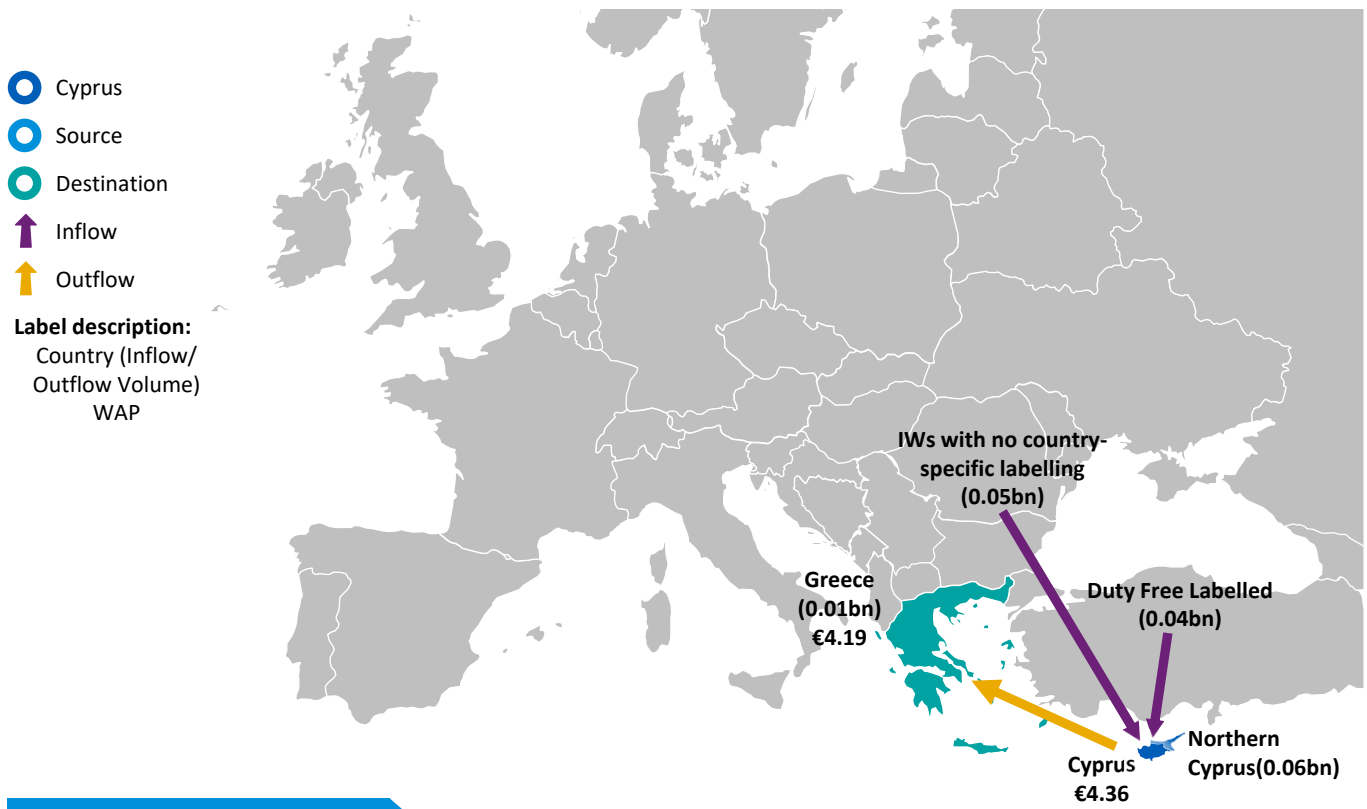 Cyprus
Source
Destination
Inflow
Outflow
Label description:
Country (Inflow/
Outflow Volume)
WAP
IWs with no country-
specific labelling
(0.05bn)
Greece
(0.01bn)
€4.19
Duty Free Labelled
(0.04bn)
Northern
Cyprus(0.06bn)
Cyprus
€4.36